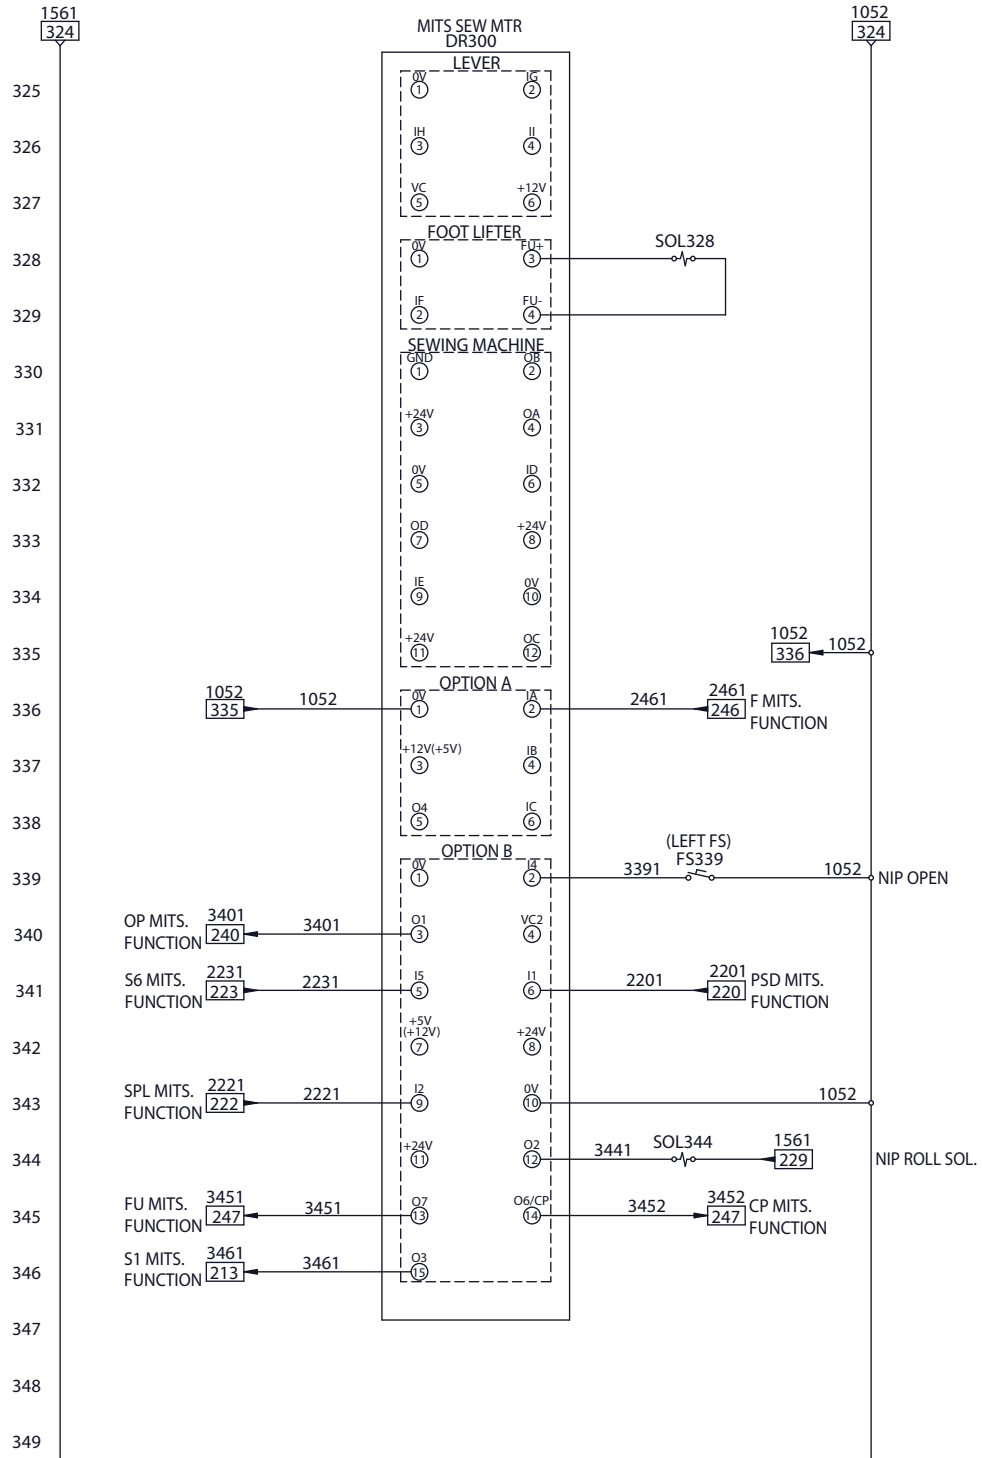 1561
324
MITS SEW MTR
DR300
1052
324
LEVER
325
0V
1
IG
2
326
IH
3
II
4
327
VC
5
+12V
6
FOOT LIFTER
328
0V
1
FU+
3
SOL328
329
IF
2
FU-
4
SEWING MACHINE
330
GND
1
OB
2
331
+24V
3
OA
4
332
0V
5
ID
6
333
OD
7
+24V
8
334
IE
9
0V
10
335
+24V
11
OC
12
1052
336
1052
OPTION A
336
1052
335
1052
0V
1
IA
2
2461
2461
246
F MITS.
FUNCTION
337
+12V(+5V)
3
IB
4
338
O4
5
IC
6
OPTION B
339
0V
1
I4
2
3391
(LEFT FS)
FS339
1052
NIP OPEN
340
OP MITS.
FUNCTION
3401
240
3401
O1
3
VC2
4
341
S6 MITS.
FUNCTION
2231
223
2231
I5
5
I1
6
2201
2201
220
PSD MITS.
FUNCTION
342
+5V
(+12V)
7
+24V
8
343
SPL MITS.
FUNCTION
2221
222
2221
I2
9
0V
10
1052
344
+24V
11
O2
12
3441
SOL344
1561
229
NIP ROLL SOL.
345
FU MITS.
FUNCTION
3451
247
3451
O7
13
O6/CP
14
3452
3452
247
CP MITS.
FUNCTION
346
S1 MITS.
FUNCTION
3461
213
3461
O3
15
347
348
349